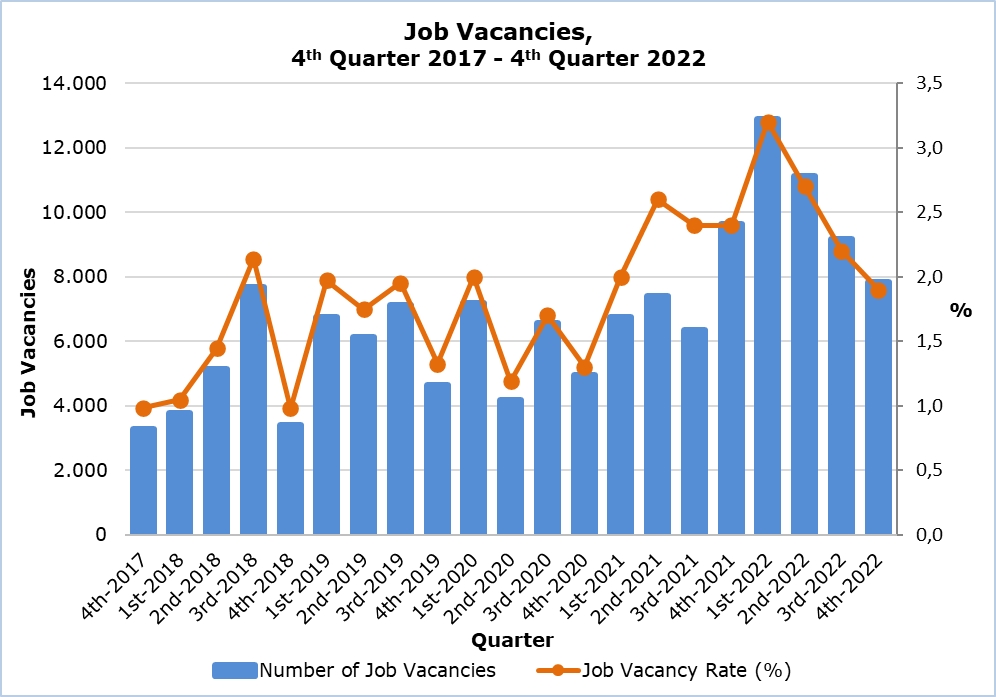 Job Vacancies,
4th Quarter 2017 - 4th Quarter 2022
Job Vacancies
14.000
12.000
10.000
8.000
6.000
4.000
2.000
0
3,5
3,0
2,5
2,0
1,5
1,0
0,5
0,0
%
4th-2017
1st-2018
2nd-2018
3rd-2018
4th-2018
1st-2019
2nd-2019
3rd-2019
4th-2019
1st-2020
2nd-2020
3rd-2020
4th-2020
1st-2021
2nd-2021
3rd-2021
4th-2021
1st-2022
2nd-2022
3rd-2022
4th-2022
Quarter
Number of Job Vacancies
Job Vacancy Rate (%)